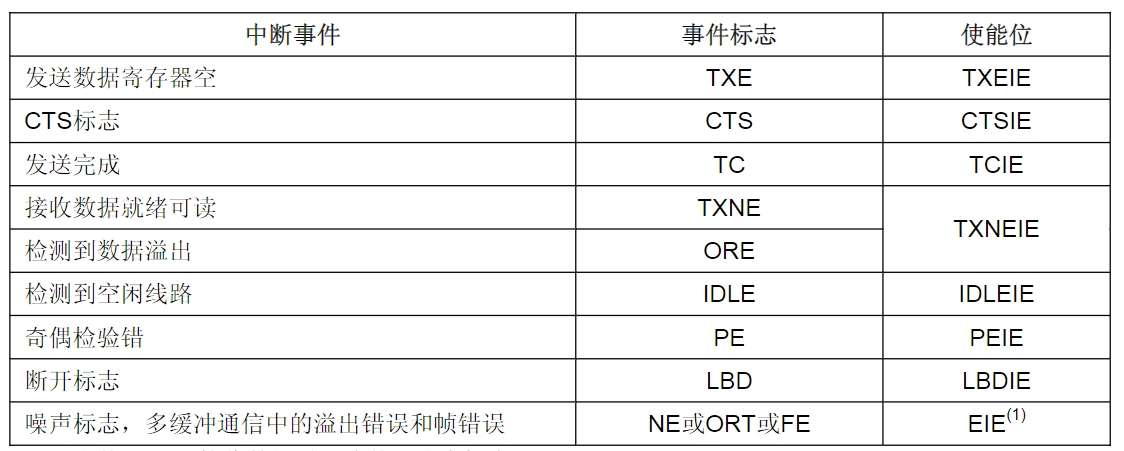 中断事件 事件标志 使能位
发送数据寄存器空 TXE TXEIE
CTS标志 CTS CTSIE
发送完成 TC TCIE
接收数据就绪可读 TXNE TXNEIE
检测到数据溢出 ORE
检测到空闲线路 IDLE IDLEIE
奇偶检验错 PE PEIE
断开标志 LBD LBDIE
噪声标志，多缓冲通信中的溢出错误和帧错误 NE或ORT或FE EIE(1)